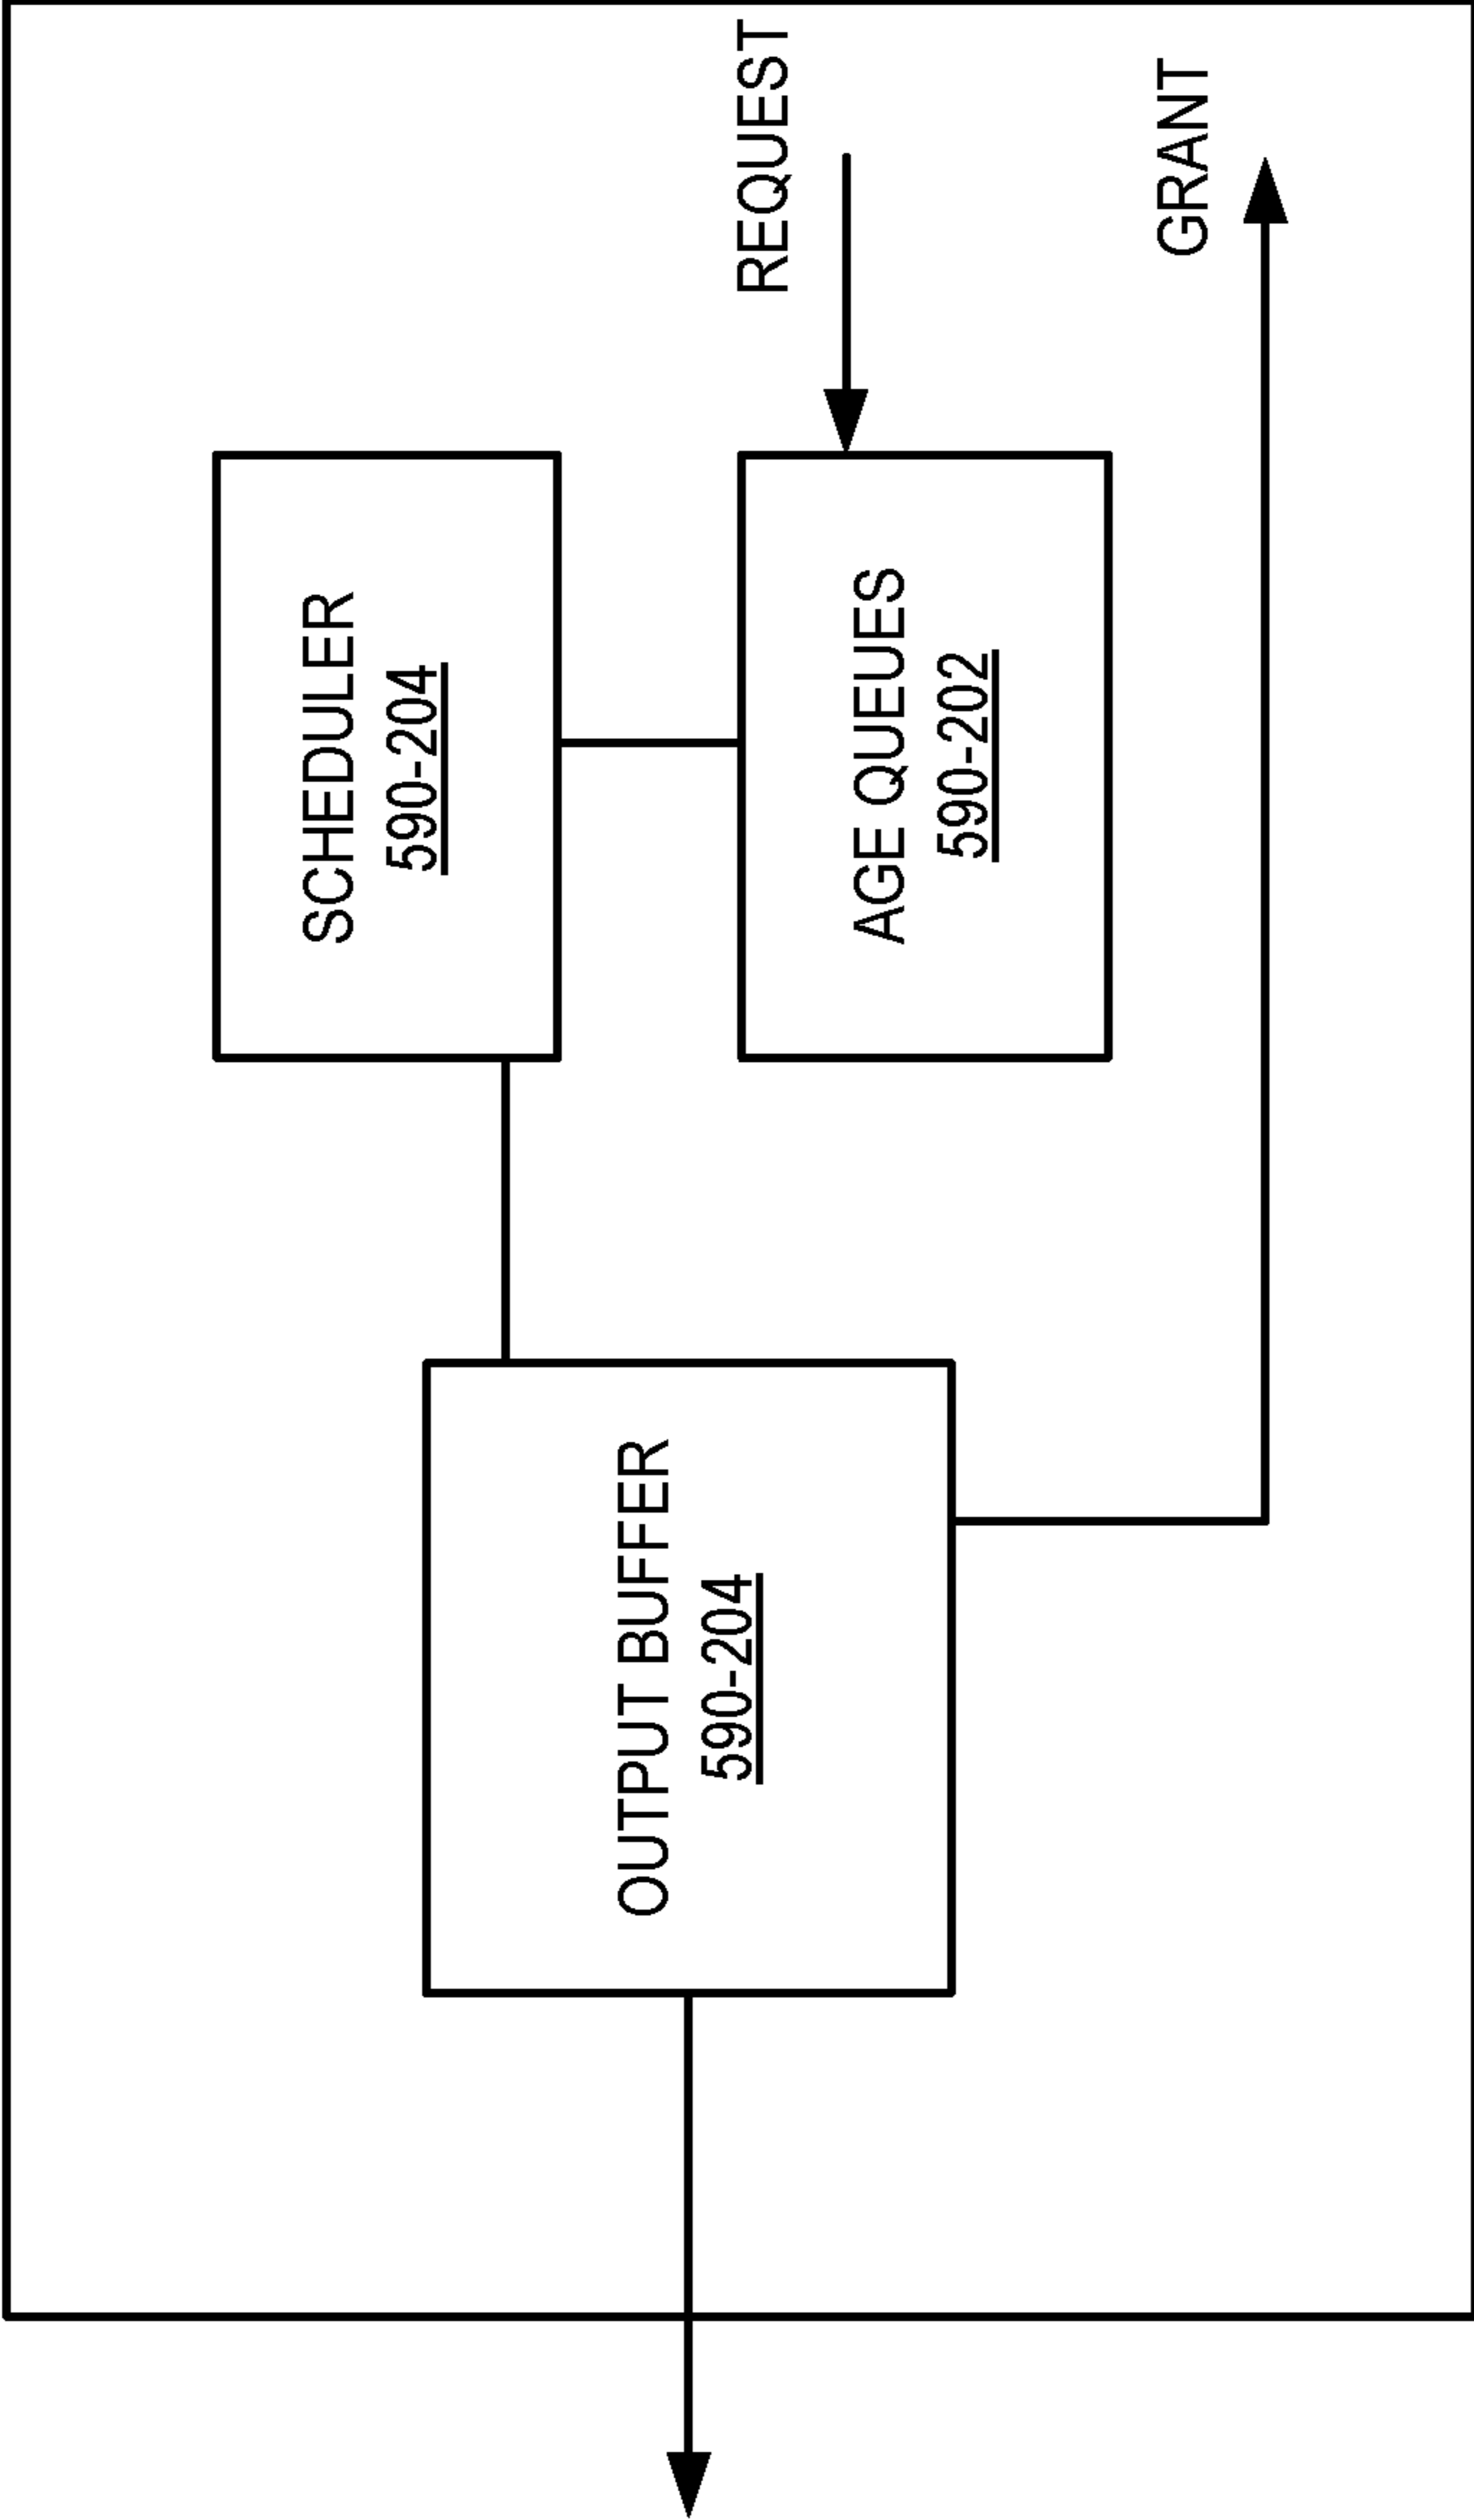 SCHEDULER
590-204
OUTPUT BUFFER
590-204
REQUEST
AGE QUEUES
590-202
GRANT